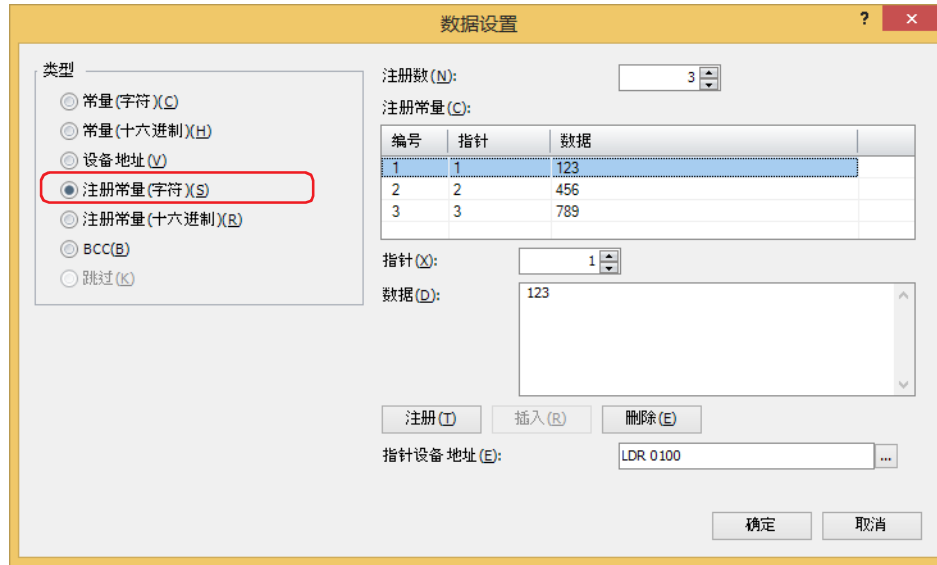 数据设置
? ×
类型
常量(字符)(C)
常量(十六进制)(H)
设备地址(V)
注册常量(字符)(S)
注册常量(十六进制)(R)
BCC(B)
跳过(K)
注册数(N): 3
注册常量(C):
编号 指针 数据
1 1 123
2 2 456
3 3 789
指针(X): 1
数据(D): 123
注册(T) 插入(R) 删除(E)
指针设备地址(E): LDR 0100 ...
确定 取消